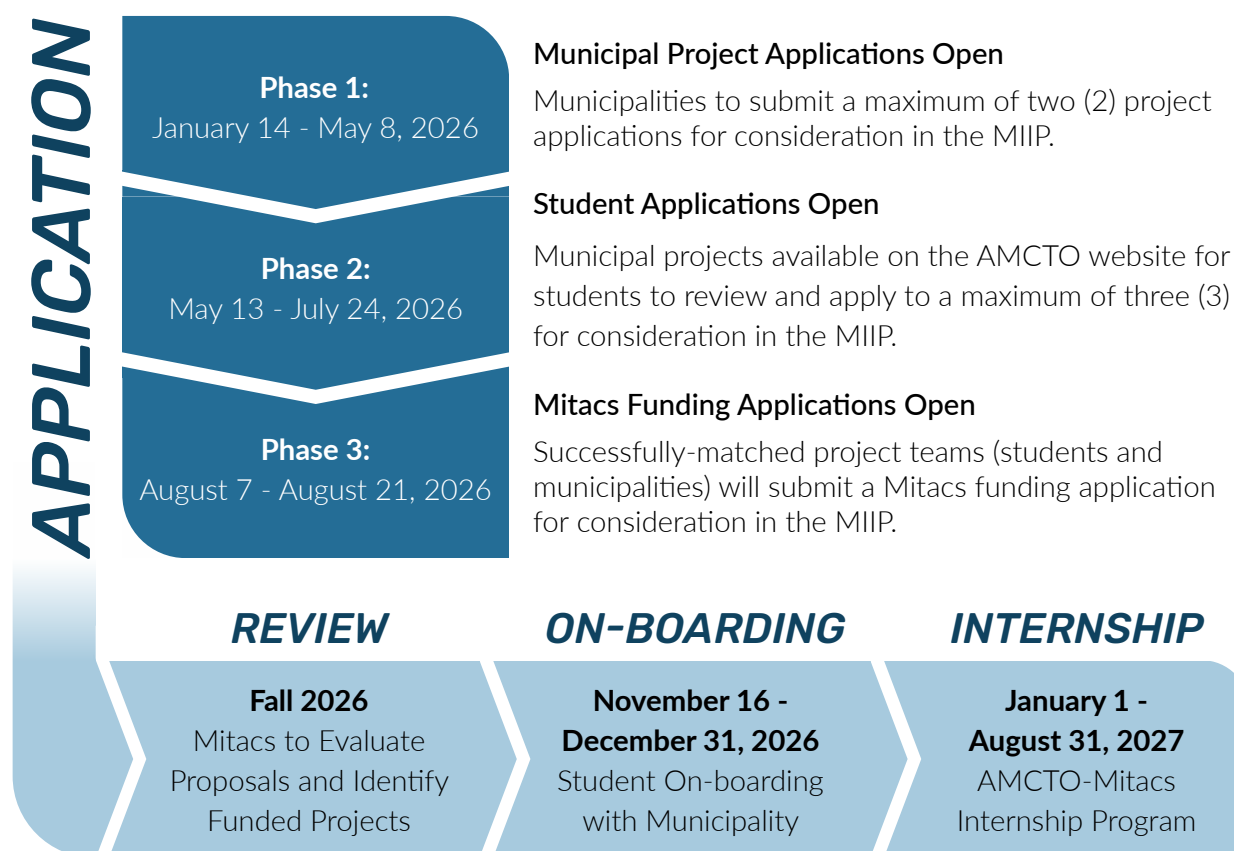 APPLICATION
Phase 1:
January 14 - May 8, 2026
Municipal Project Applications Open
Municipalities to submit a maximum of two (2) project
applications for consideration in the MIIP.
Phase 2:
May 13 - July 24, 2026
Student Applications Open
Municipal projects available on the AMCTO website for
students to review and apply to a maximum of three (3)
for consideration in the MIIP.
Phase 3:
August 7 - August 21, 2026
Mitacs Funding Applications Open
Successfully-matched project teams (students and
municipalities) will submit a Mitacs funding application
for consideration in the MIIP.
REVIEW
Fall 2026
Mitacs to Evaluate
Proposals and Identify
Funded Projects
ON-BOARDING
November 16 -
December 31, 2026
Student On-boarding
with Municipality
INTERNSHIP
January 1 -
August 31, 2027
AMCTO-Mitacs
Internship Program